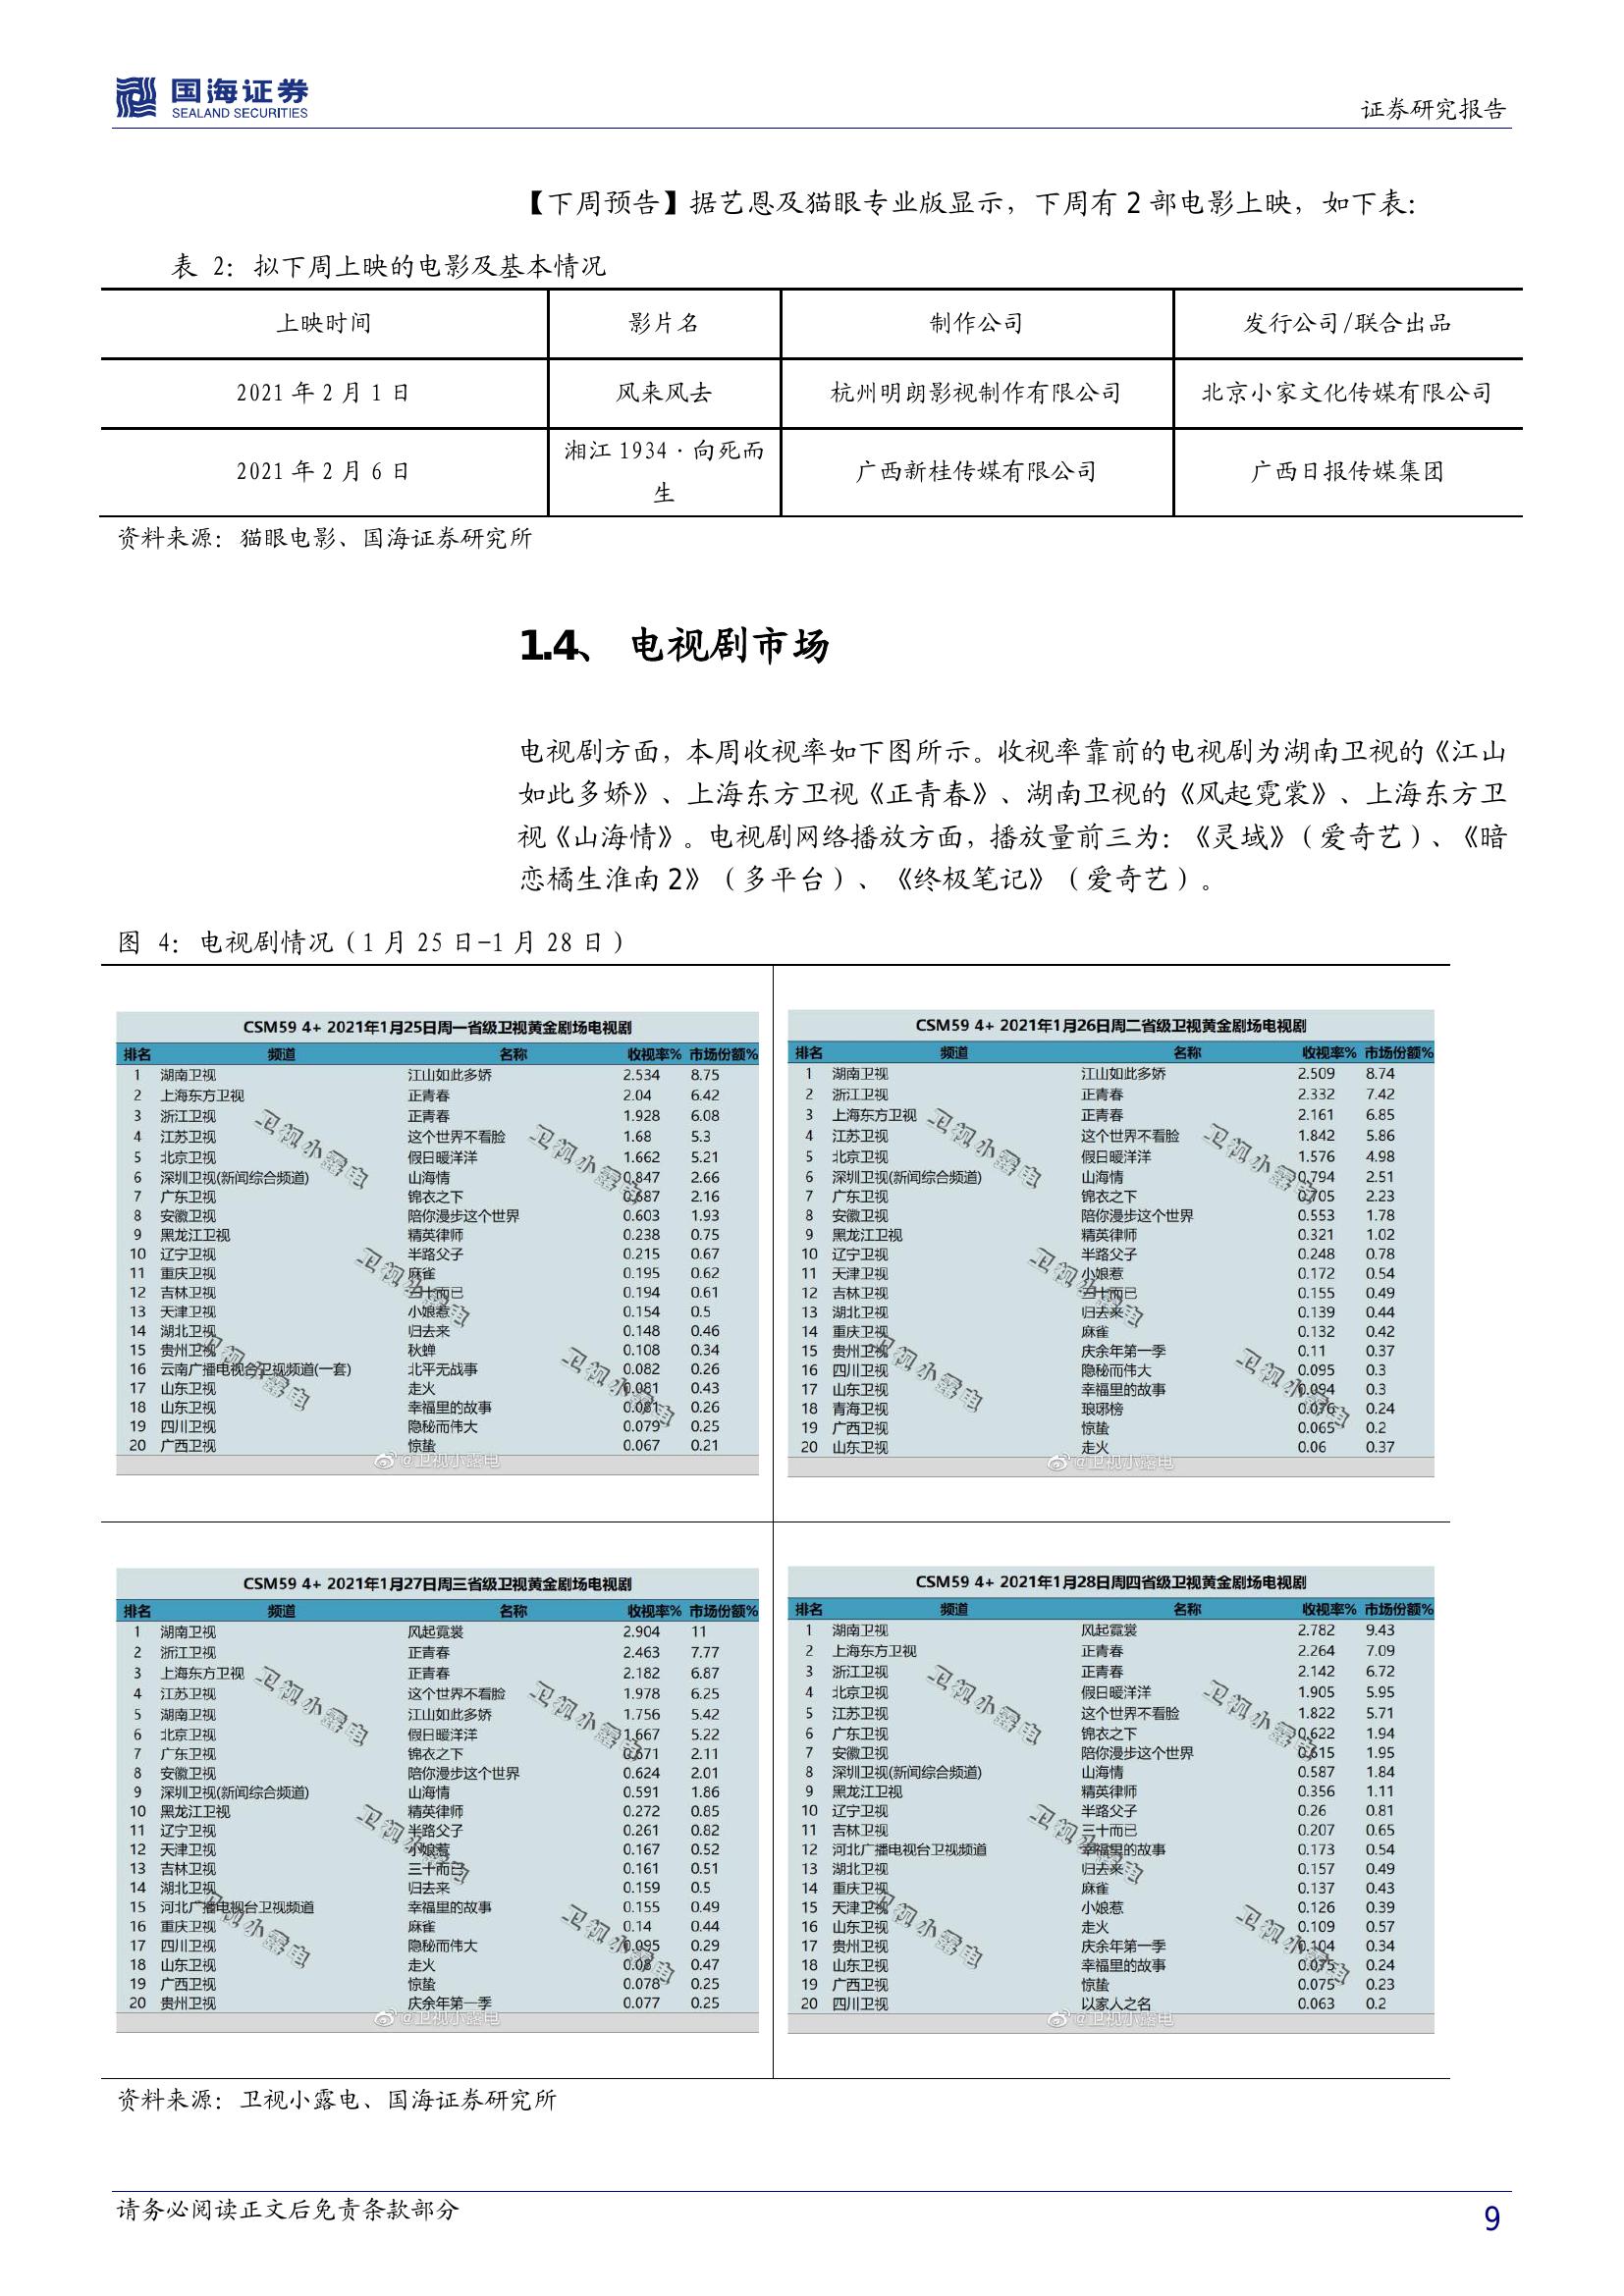 国海证券
SEALAND SECURITIES
证券研究报告
【下周预告】据艺恩及猫眼专业版显示，下周有 2 部电影上映，如下表：
表 2：拟下周上映的电影及基本情况
上映时间 影片名 制作公司 发行公司/联合出品
2021 年 2 月 1 日 风来风去 杭州明朗影视制作有限公司 北京小家文化传媒有限公司
2021 年 2 月 6 日 湘江 1934·向死而生 广西新桂传媒有限公司 广西日报传媒集团
资料来源：猫眼电影、国海证券研究所
1.4、 电视剧市场
电视剧方面，本周收视率如下图所示。收视率靠前的电视剧为湖南卫视的《江山
如此多娇》、上海东方卫视《正青春》、湖南卫视的《风起霓裳》、上海东方卫
视《山海情》。电视剧网络播放方面，播放量前三为：《灵域》（爱奇艺）、《暗
恋橘生淮南 2》（多平台）、《终极笔记》（爱奇艺）。
图 4：电视剧情况（1 月 25 日-1 月 28 日）
CSM59 4+ 2021年1月25日周一省级卫视黄金剧场电视剧
排名 频道 名称 收视率% 市场份额%
1 湖南卫视 江山如此多娇 2.534 8.75
2 上海东方卫视 正青春 2.04 6.42
3 浙江卫视 正青春 1.928 6.08
4 江苏卫视 这个世界不看脸 1.68 5.3
5 北京卫视 假日暖洋洋 1.662 5.21
6 深圳卫视(新闻综合频道) 山海情 0.847 2.66
7 广东卫视 锦衣之下 0.687 2.16
8 安徽卫视 陪你漫步这个世界 0.603 1.93
9 黑龙江卫视 精英律师 0.238 0.75
10 辽宁卫视 半路父子 0.215 0.67
11 重庆卫视 麻雀 0.195 0.62
12 吉林卫视 三十而已 0.194 0.61
13 天津卫视 小娘惹 0.154 0.5
14 湖北卫视 归去来 0.148 0.46
15 贵州卫视 秋蝉 0.108 0.34
16 云南广播电视台卫视频道(一套) 北平无战事 0.082 0.26
17 山东卫视 走火 0.081 0.43
18 山东卫视 幸福里的故事 0.081 0.26
19 四川卫视 隐秘而伟大 0.079 0.25
20 广西卫视 惊蛰 0.067 0.21
@卫视小露电
CSM59 4+ 2021年1月26日周二省级卫视黄金剧场电视剧
排名 频道 名称 收视率% 市场份额%
1 湖南卫视 江山如此多娇 2.509 8.74
2 浙江卫视 正青春 2.332 7.42
3 上海东方卫视 正青春 2.161 6.85
4 江苏卫视 这个世界不看脸 1.842 5.86
5 北京卫视 假日暖洋洋 1.576 4.98
6 深圳卫视(新闻综合频道) 山海情 0.794 2.51
7 广东卫视 锦衣之下 0.705 2.23
8 安徽卫视 陪你漫步这个世界 0.553 1.78
9 黑龙江卫视 精英律师 0.321 1.02
10 辽宁卫视 半路父子 0.248 0.78
11 天津卫视 小娘惹 0.172 0.54
12 吉林卫视 三十而已 0.155 0.49
13 湖北卫视 归去来 0.139 0.44
14 重庆卫视 麻雀 0.132 0.42
15 贵州卫视 庆余年第一季 0.11 0.37
16 四川卫视 隐秘而伟大 0.095 0.3
17 山东卫视 幸福里的故事 0.094 0.3
18 青海卫视 琅琊榜 0.076 0.24
19 广西卫视 惊蛰 0.065 0.2
20 山东卫视 走火 0.06 0.37
@卫视小露电
CSM59 4+ 2021年1月27日周三省级卫视黄金剧场电视剧
排名 频道 名称 收视率% 市场份额%
1 湖南卫视 风起霓裳 2.904 11
2 浙江卫视 正青春 2.463 7.77
3 上海东方卫视 正青春 2.182 6.87
4 江苏卫视 这个世界不看脸 1.978 6.25
5 湖南卫视 江山如此多娇 1.756 5.42
6 北京卫视 假日暖洋洋 1.667 5.22
7 广东卫视 锦衣之下 0.671 2.11
8 安徽卫视 陪你漫步这个世界 0.624 2.01
9 深圳卫视(新闻综合频道) 山海情 0.591 1.86
10 黑龙江卫视 精英律师 0.272 0.85
11 辽宁卫视 半路父子 0.261 0.82
12 天津卫视 小娘惹 0.167 0.52
13 吉林卫视 三十而已 0.161 0.51
14 湖北卫视 归去来 0.159 0.5
15 河北广播电视台卫视频道 幸福里的故事 0.155 0.49
16 重庆卫视 麻雀 0.14 0.44
17 四川卫视 隐秘而伟大 0.095 0.29
18 山东卫视 走火 0.08 0.47
19 广西卫视 惊蛰 0.078 0.25
20 贵州卫视 庆余年第一季 0.077 0.25
@卫视小露电
CSM59 4+ 2021年1月28日周四省级卫视黄金剧场电视剧
排名 频道 名称 收视率% 市场份额%
1 湖南卫视 风起霓裳 2.782 9.43
2 上海东方卫视 正青春 2.264 7.09
3 浙江卫视 正青春 2.142 6.72
4 北京卫视 假日暖洋洋 1.905 5.95
5 江苏卫视 这个世界不看脸 1.822 5.71
6 广东卫视 锦衣之下 0.622 1.94
7 安徽卫视 陪你漫步这个世界 0.615 1.95
8 深圳卫视(新闻综合频道) 山海情 0.587 1.84
9 黑龙江卫视 精英律师 0.356 1.11
10 辽宁卫视 半路父子 0.26 0.81
11 吉林卫视 三十而已 0.207 0.65
12 河北广播电视台卫视频道 幸福里的故事 0.173 0.54
13 湖北卫视 归去来 0.157 0.49
14 重庆卫视 麻雀 0.137 0.43
15 天津卫视 小娘惹 0.126 0.39
16 山东卫视 走火 0.109 0.57
17 贵州卫视 庆余年第一季 0.104 0.34
18 山东卫视 幸福里的故事 0.075 0.24
19 广西卫视 惊蛰 0.075 0.23
20 四川卫视 以家人之名 0.063 0.2
@卫视小露电
资料来源：卫视小露电、国海证券研究所
请务必阅读正文后免责条款部分
9